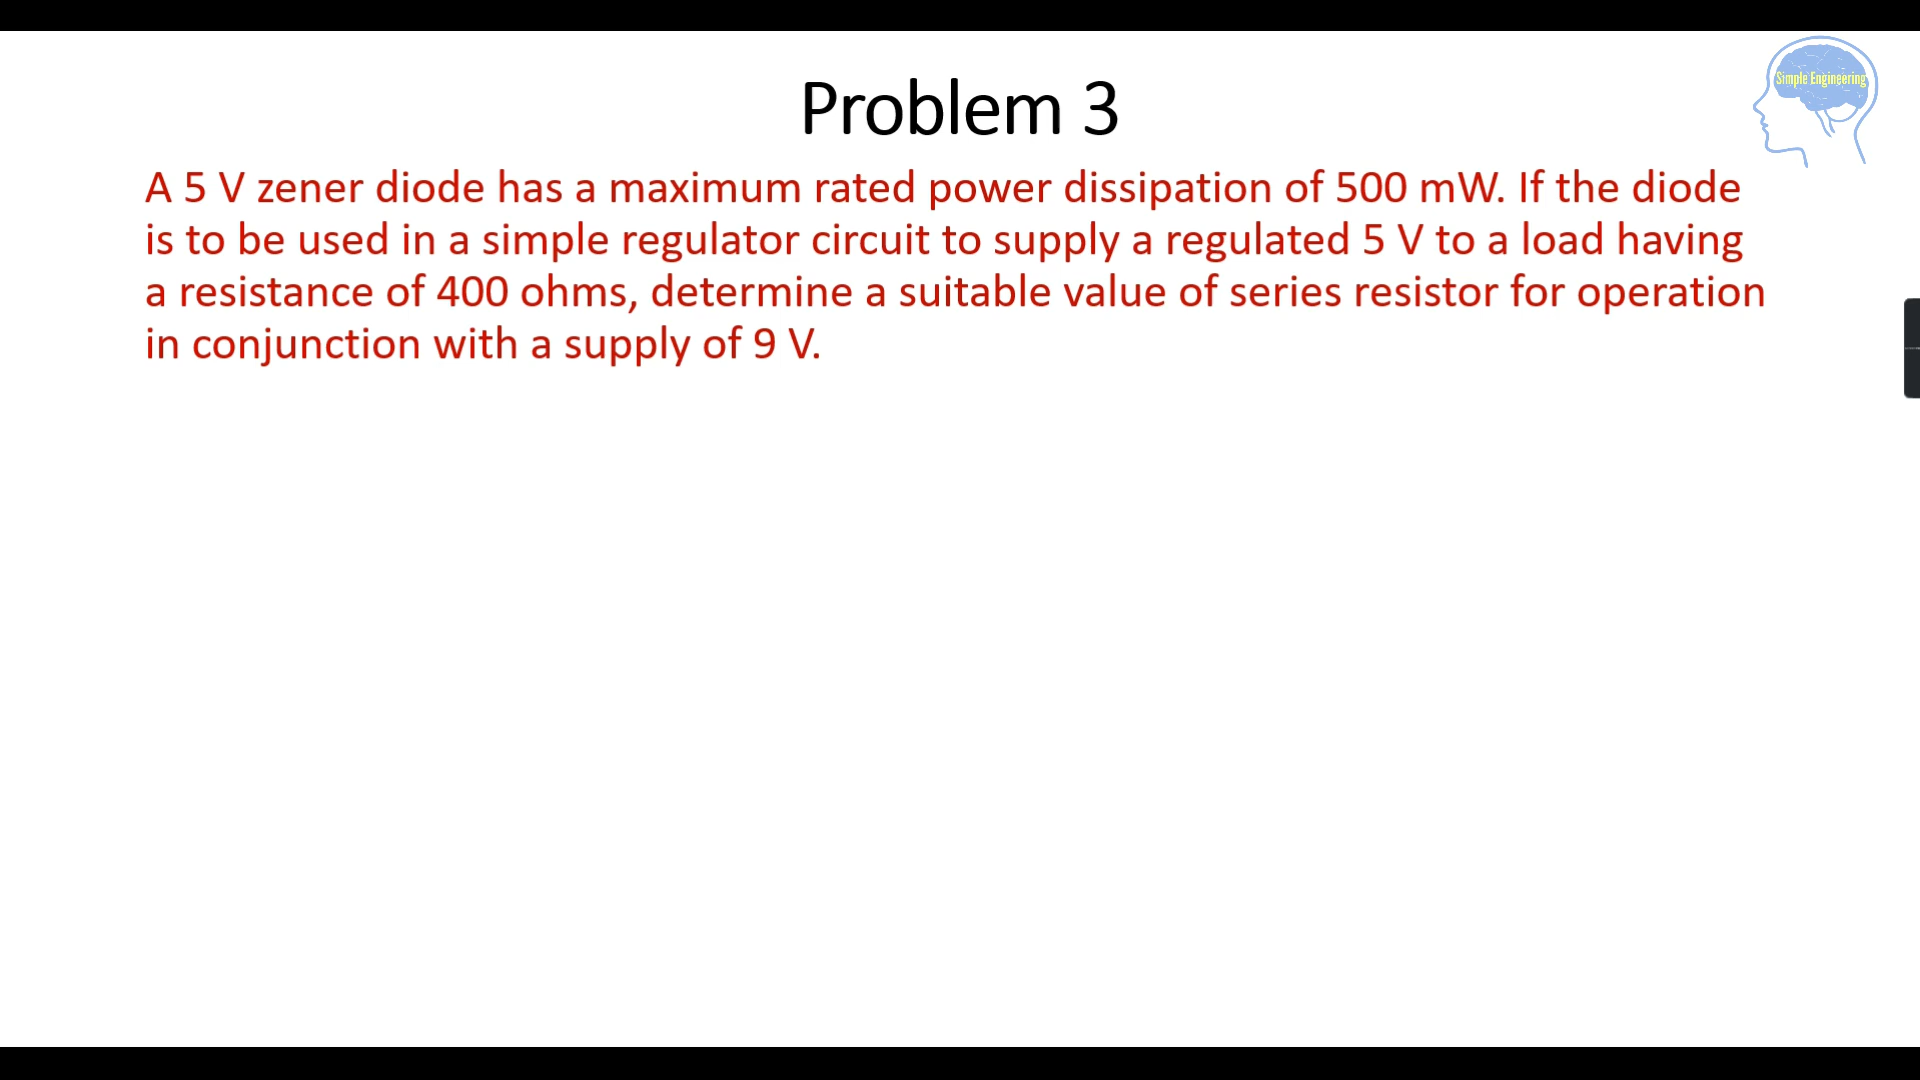 Simple Engineering
Problem 3
A 5 V zener diode has a maximum rated power dissipation of 500 mW. If the diode
is to be used in a simple regulator circuit to supply a regulated 5 V to a load having
a resistance of 400 ohms, determine a suitable value of series resistor for operation
in conjunction with a supply of 9 V.